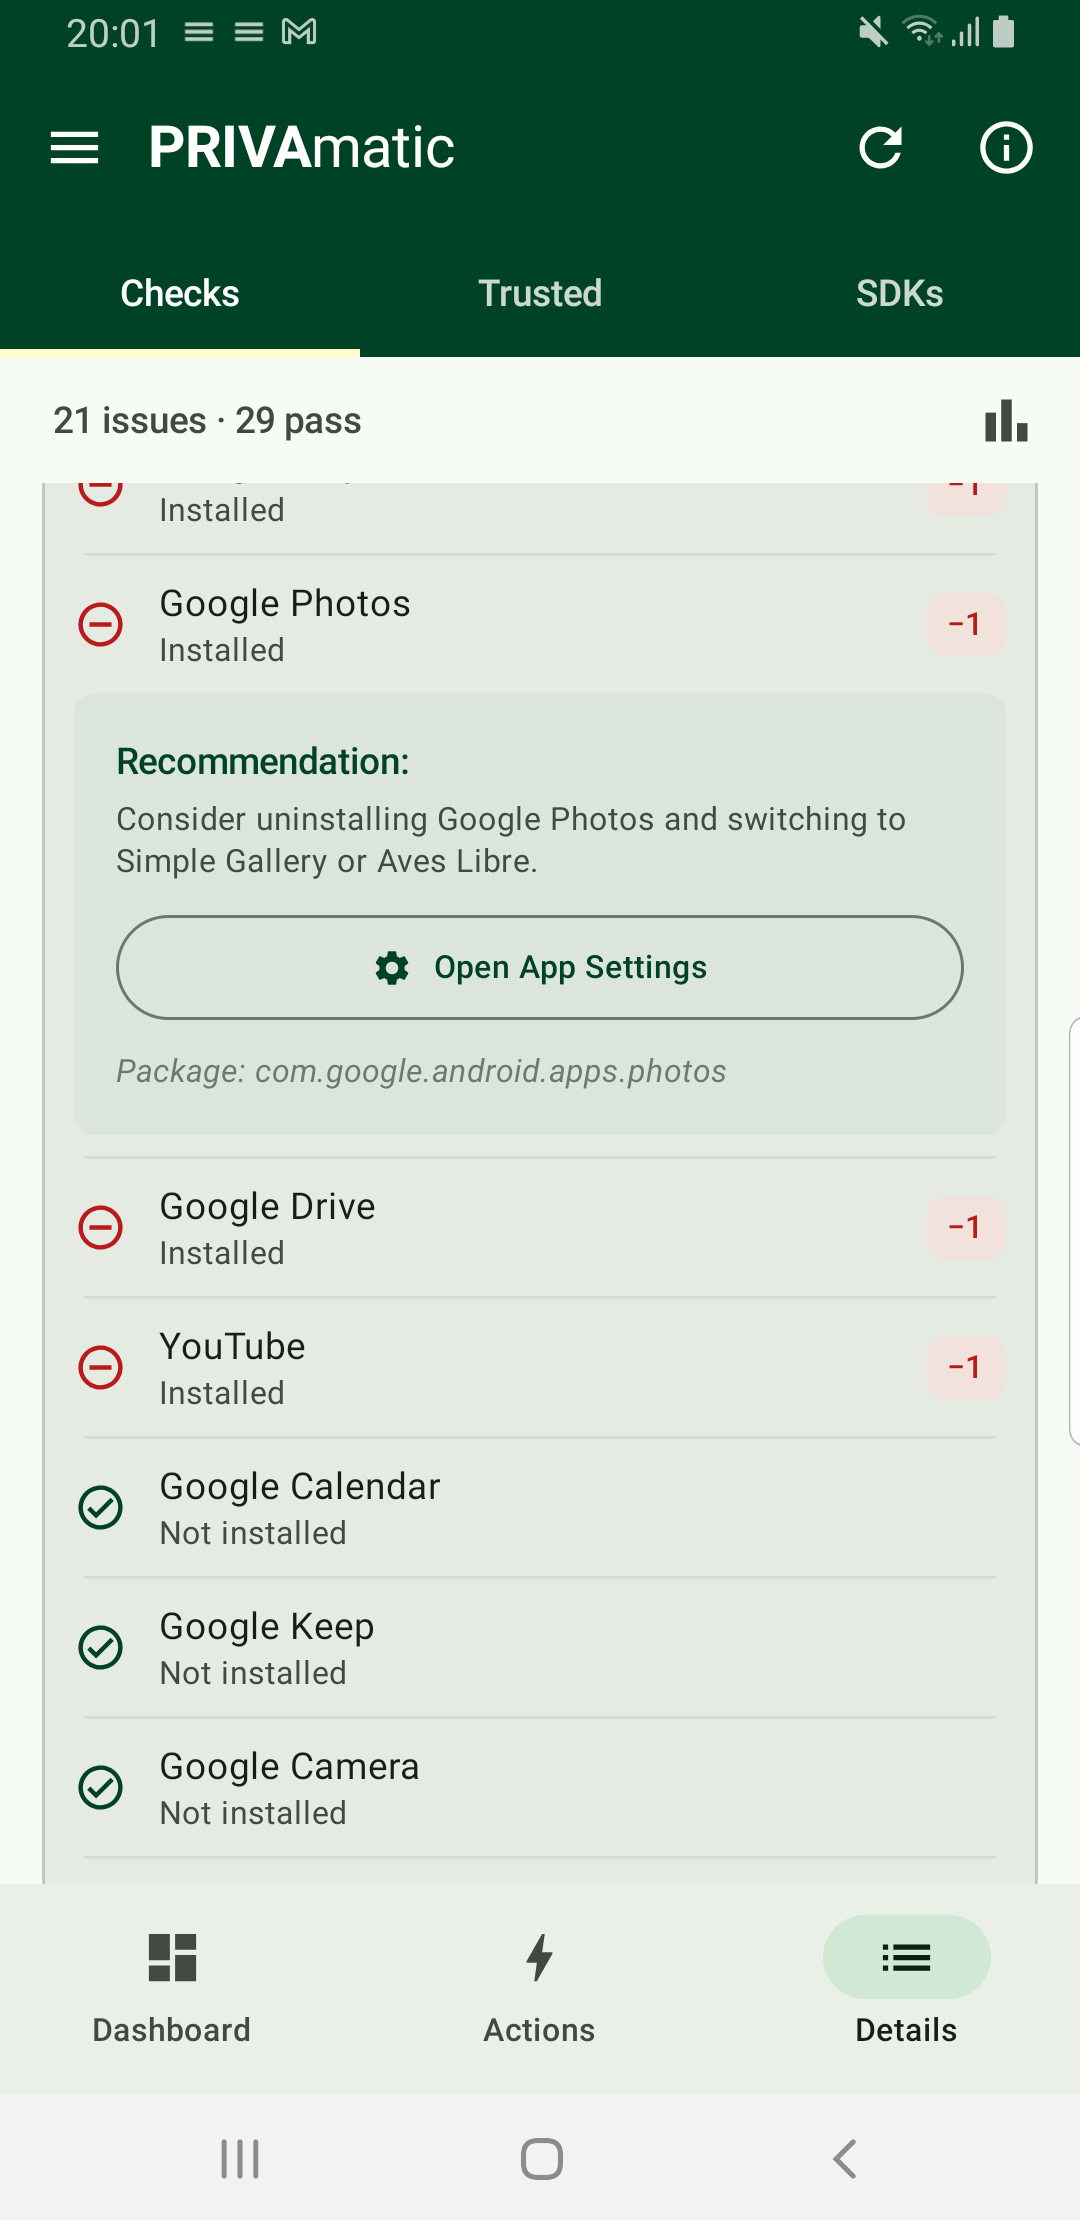 20:01
PRIVAmatic
Checks
Trusted
SDKs
21 issues · 29 pass
Installed
−1
Google Photos
Installed
−1
Recommendation:
Consider uninstalling Google Photos and switching to
Simple Gallery or Aves Libre.
Open App Settings
Package: com.google.android.apps.photos
Google Drive
Installed
−1
YouTube
Installed
−1
Google Calendar
Not installed
Google Keep
Not installed
Google Camera
Not installed
Dashboard
Actions
Details